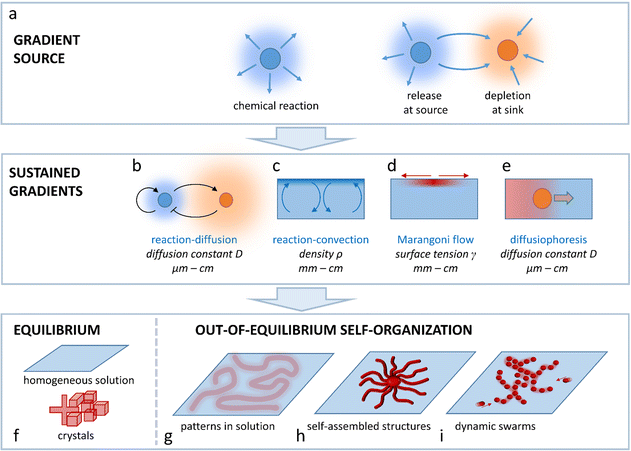 a
GRADIENT
SOURCE
chemical reaction
release
at source
depletion
at sink
SUSTAINED
GRADIENTS
b
reaction-diffusion
diffusion constant D
μm – cm
c
reaction-convection
density ρ
mm – cm
d
Marangoni flow
surface tension γ
mm – cm
e
diffusiophoresis
diffusion constant D
μm – cm
EQUILIBRIUM
homogeneous solution
crystals
f
OUT-OF-EQUILIBRIUM SELF-ORGANIZATION
g
patterns in solution
h
self-assembled structures
i
dynamic swarms